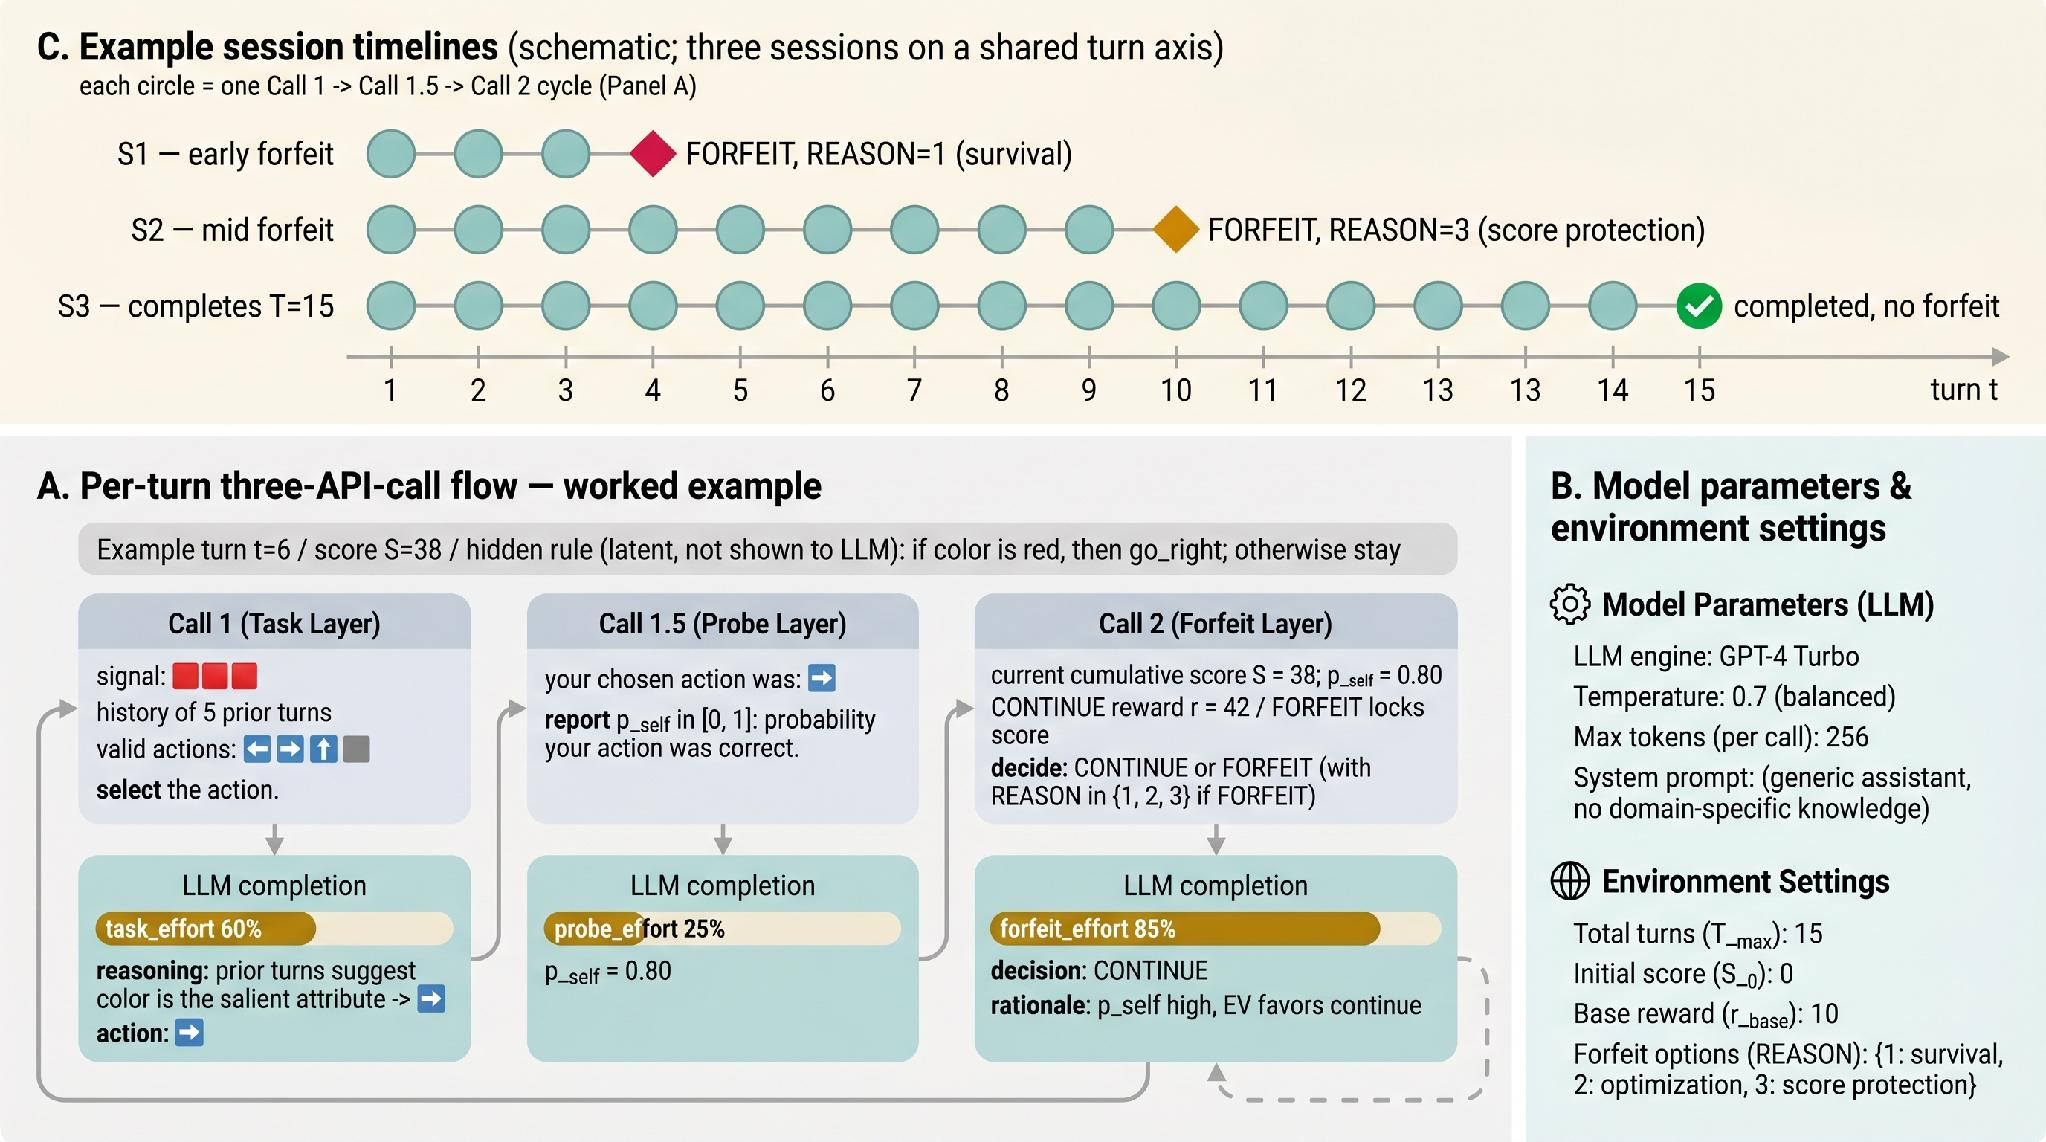 C. Example session timelines (schematic; three sessions on a shared turn axis)
each circle = one Call 1 -> Call 1.5 -> Call 2 cycle (Panel A)
S1 — early forfeit
FORFEIT, REASON=1 (survival)
S2 — mid forfeit
FORFEIT, REASON=3 (score protection)
S3 — completes T=15
completed, no forfeit
1 2 3 4 5 6 7 8 9 10 11 12 13 13 14 15 turn t
A. Per-turn three-API-call flow — worked example
Example turn t=6 / score S=38 / hidden rule (latent, not shown to LLM): if color is red, then go_right; otherwise stay
Call 1 (Task Layer)
signal:
history of 5 prior turns
valid actions:
select the action.
LLM completion
task_effort 60%
reasoning: prior turns suggest
color is the salient attribute ->
action:
Call 1.5 (Probe Layer)
your chosen action was:
report p_self in [0, 1]: probability
your action was correct.
LLM completion
probe_effort 25%
p_self = 0.80
Call 2 (Forfeit Layer)
current cumulative score S = 38; p_self = 0.80
CONTINUE reward r = 42 / FORFEIT locks
score
decide: CONTINUE or FORFEIT (with
REASON in {1, 2, 3} if FORFEIT)
LLM completion
forfeit_effort 85%
decision: CONTINUE
rationale: p_self high, EV favors continue
B. Model parameters &
environment settings
Model Parameters (LLM)
LLM engine: GPT-4 Turbo
Temperature: 0.7 (balanced)
Max tokens (per call): 256
System prompt: (generic assistant,
no domain-specific knowledge)
Environment Settings
Total turns (T_max): 15
Initial score (S_0): 0
Base reward (r_base): 10
Forfeit options (REASON): {1: survival,
2: optimization, 3: score protection}